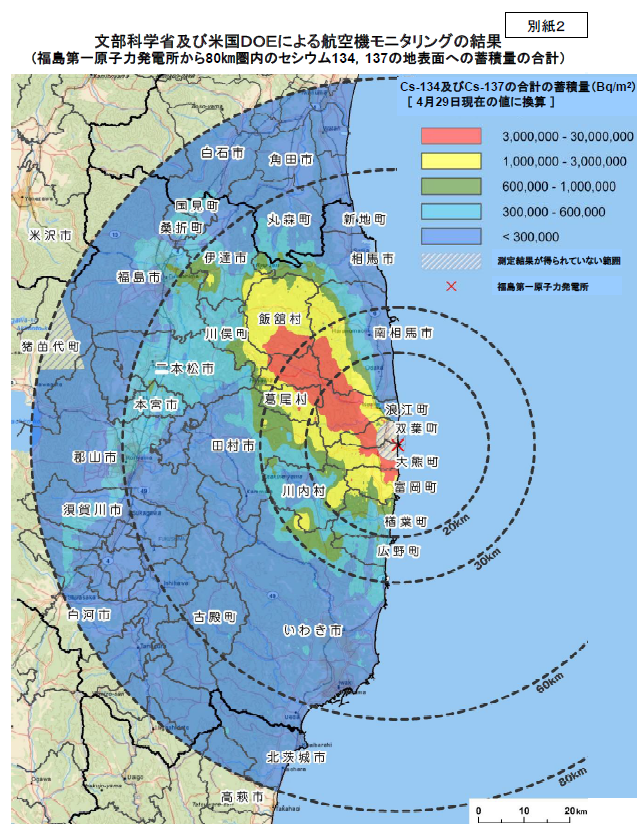 別紙2
文部科学省及び米国DOEによる航空機モニタリングの結果
(福島第一原子力発電所から80km圏内のセシウム134,137の地表面への蓄積量の合計)
Cs-134及びCs-137の合計の蓄積量(Bq/m²)
[ 4月29日現在の値に換算 ]
3,000,000 - 30,000,000
1,000,000 - 3,000,000
600,000 - 1,000,000
300,000 - 600,000
< 300,000
測定結果が得られていない範囲
福島第一原子力発電所
白石市
角田市
国見町
丸森町
新地町
桑折町
米沢市
伊達市
相馬市
福島市
飯舘村
川俣町
南相馬市
猪苗代町
二本松市
葛尾村
本宮市
浪江町
双葉町
田村市
郡山市
大熊町
川内村
富岡町
須賀川市
楢葉町
20km
広野町
30km
白河市
古殿町
いわき市
60km
北茨城市
80km
高萩市
0 10 20km